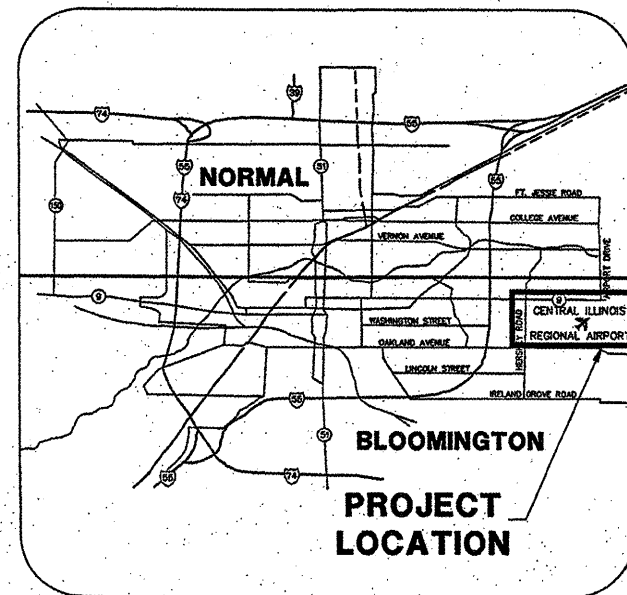 39
74
55
55
NORMAL
51
74
55
150
FT. JESSIE ROAD
COLLEGE AVENUE
VERNON AVENUE
AIRPORT DRIVE
9
9
CENTRAL ILLINOIS
REGIONAL AIRPORT
HERSHEY ROAD
WASHINGTON STREET
OAKLAND AVENUE
LINCOLN STREET
IRELAND GROVE ROAD
55
51
BLOOMINGTON
55
74
PROJECT
LOCATION